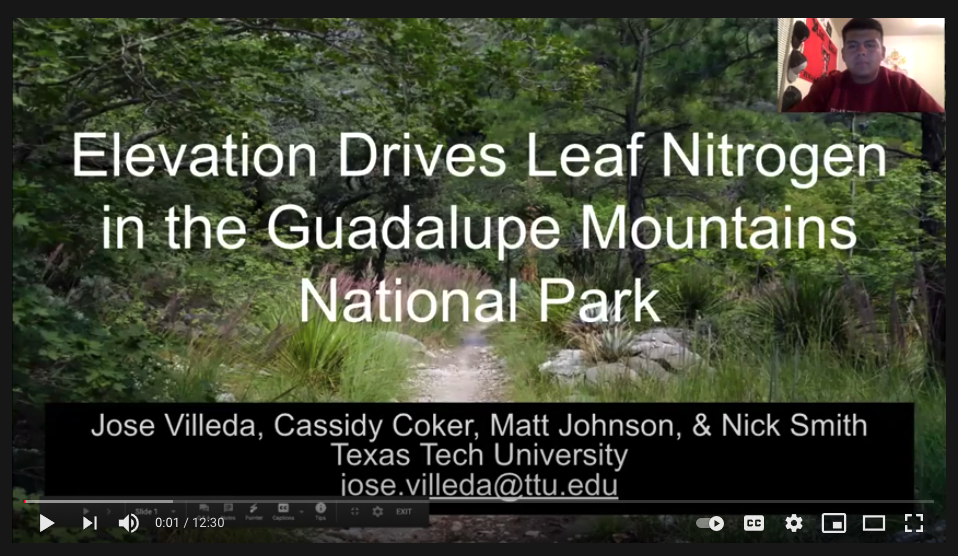 Elevation Drives Leaf Nitrogen
in the Guadalupe Mountains
National Park
Jose Villeda, Cassidy Coker, Matt Johnson, & Nick Smith
Texas Tech University
jose.villeda@ttu.edu
Slide 1
Pointer
Captions
Tips
EXIT
0:01 / 12:30
CC